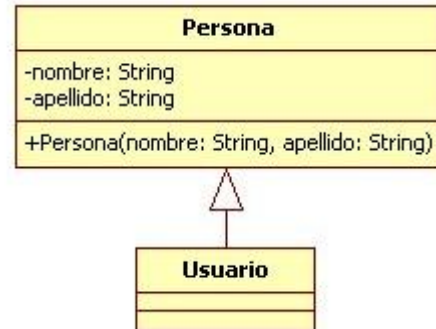 Persona
-nombre: String
-apellido: String
+Persona(nombre: String, apellido: String)
Usuario